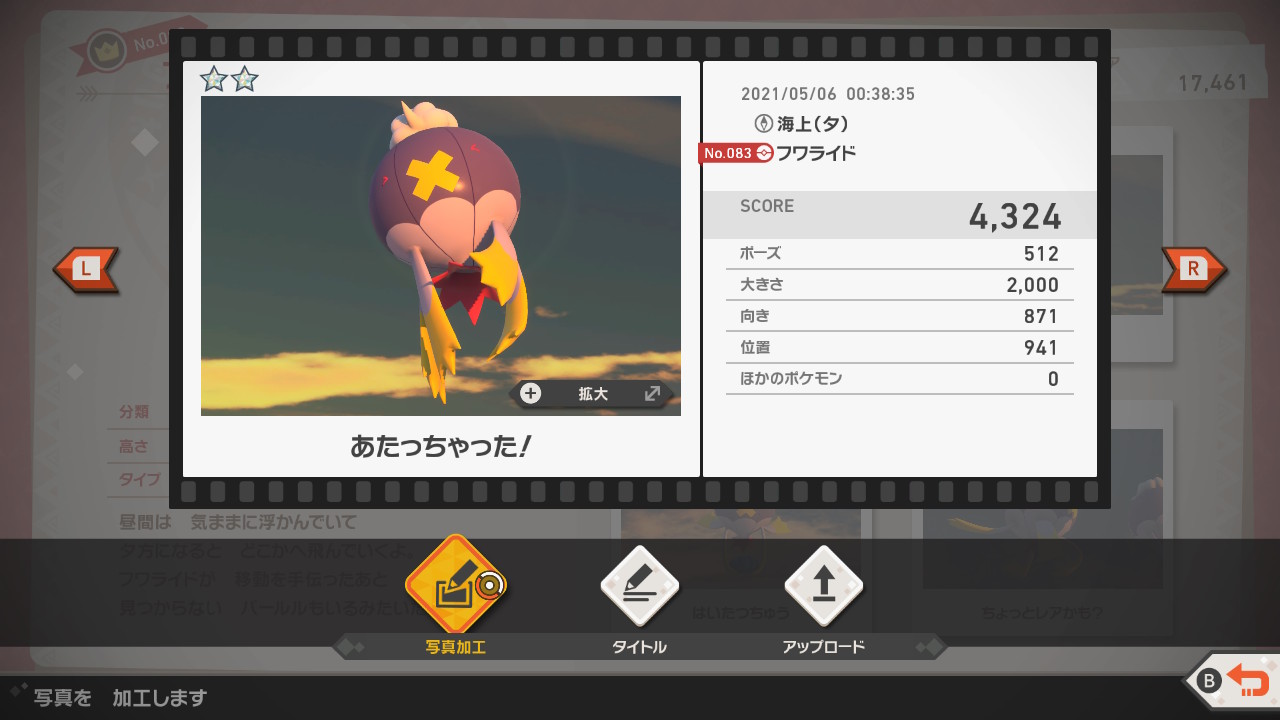 17,461
2021/05/06 00:38:35
海上(夕)
No.083 フワライド
SCORE 4,324
ポーズ 512
大きさ 2,000
向き 871
位置 941
ほかのポケモン 0
拡大
あたっちゃった!
L
R
分類
高さ
タイプ
昼間は 気ままに浮かんでいて
夕方になると どこかへ飛んでいくよ。
フワライドが 移動を手伝ったあと
見つからない パールルもいるみたい
はいたつちゅう
ちょっとレアかも?
写真加工
タイトル
アップロード
写真を 加工します
B